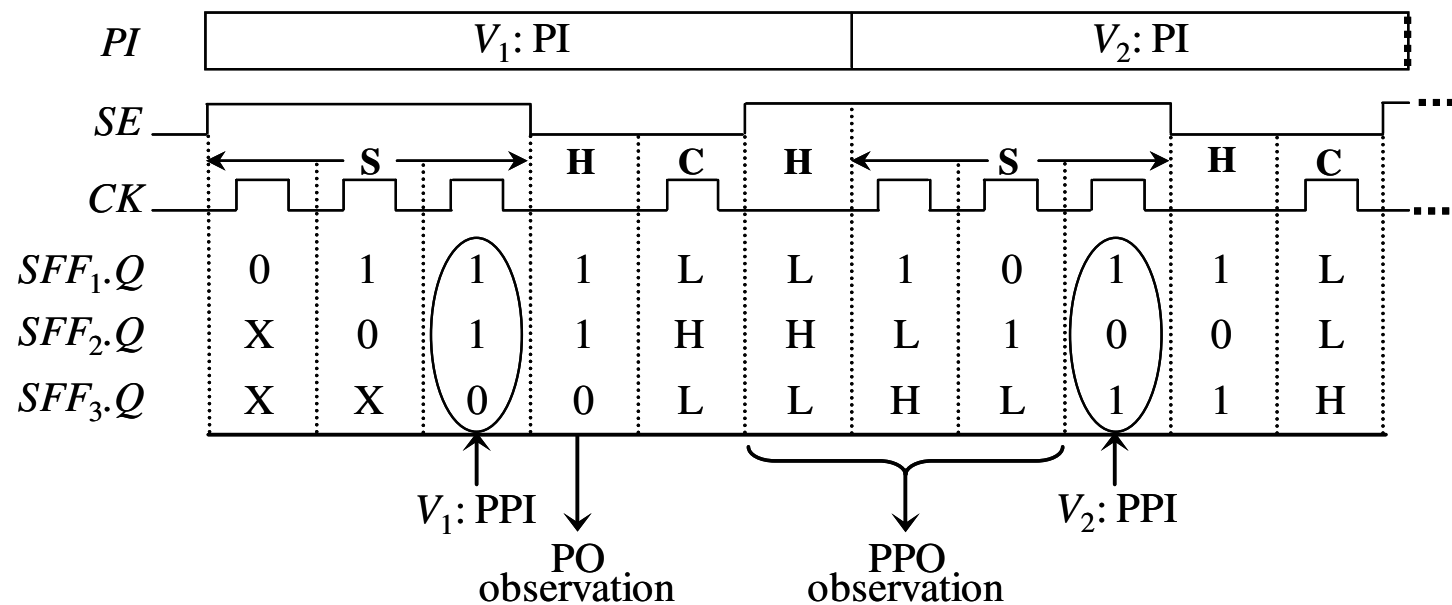 PI V₁: PI V₂: PI
SE
S H C H S H C
CK
SFF₁.Q 0 1 1 1 L L 1 0 1 1 L
SFF₂.Q X 0 1 1 H H L 1 0 0 L
SFF₃.Q X X 0 0 L L H L 1 1 H
V₁: PPI V₂: PPI
PO PPO
observation observation